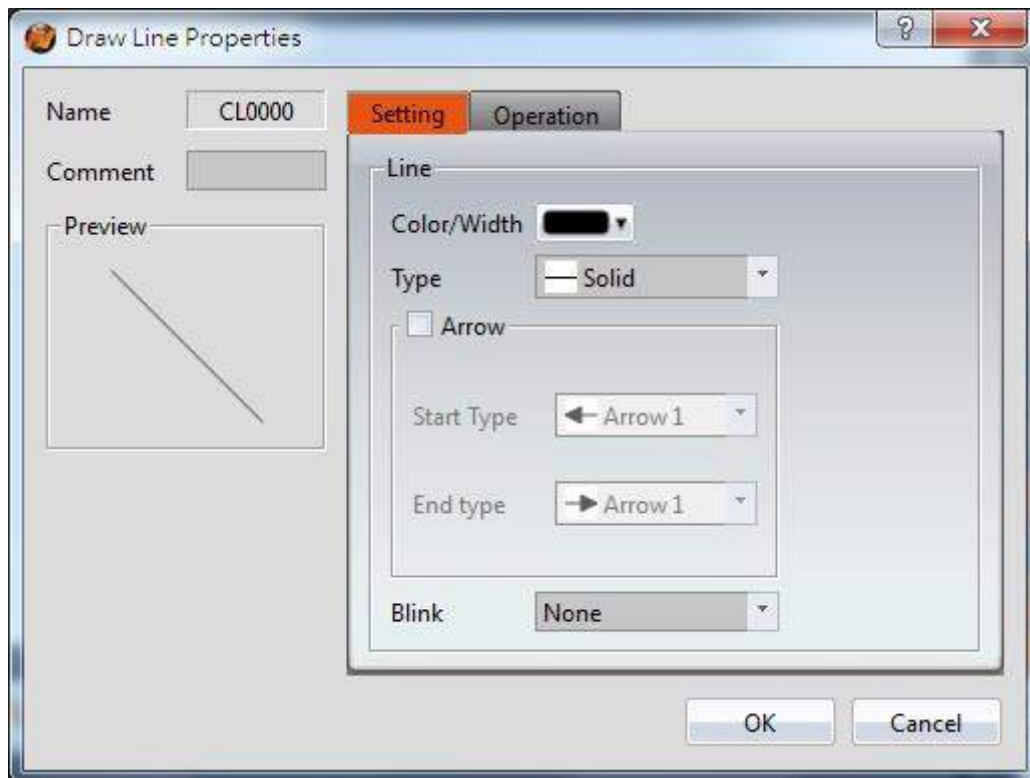 Draw Line Properties
?
Name
CL0000
Comment
Preview
Setting
Operation
Line
Color/Width
Type
Solid
Arrow
Start Type
Arrow 1
End type
Arrow 1
Blink
None
OK
Cancel